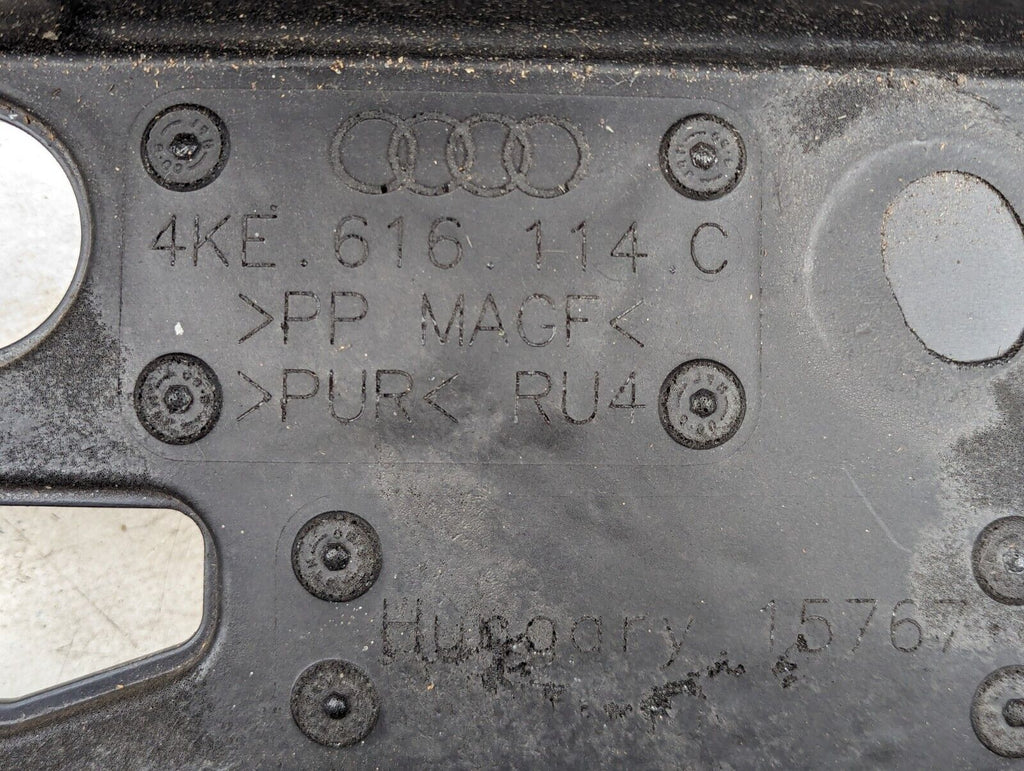 4KE.616.114.C
>PP MAGF<
>PUR< RU4
Hungary 15767